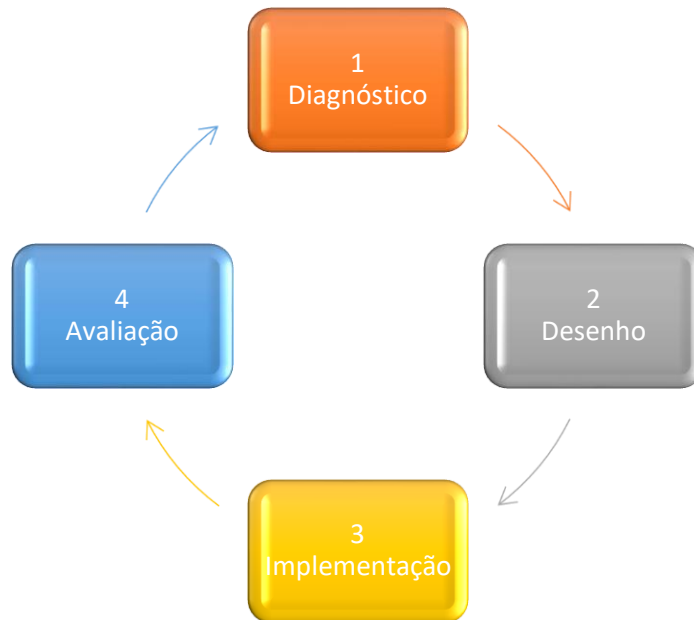 1
Diagnóstico
2
Desenho
3
Implementação
4
Avaliação